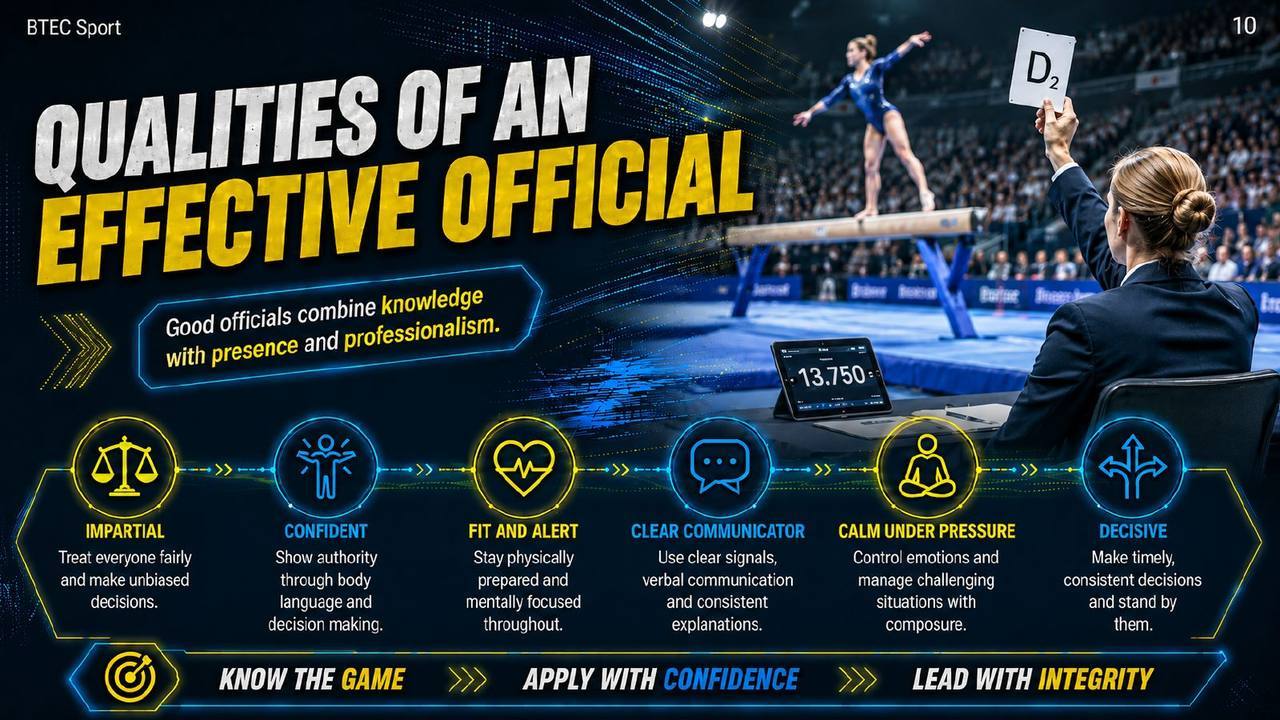 BTEC Sport
10
QUALITIES OF AN
EFFECTIVE OFFICIAL
D2
Good officials combine knowledge
with presence and professionalism.
13.750
IMPARTIAL
Treat everyone fairly
and make unbiased
decisions.
CONFIDENT
Show authority
through body
language and
decision making.
FIT AND ALERT
Stay physically
prepared and
mentally focused
throughout.
CLEAR COMMUNICATOR
Use clear signals,
verbal communication
and consistent
explanations.
CALM UNDER PRESSURE
Control emotions and
manage challenging
situations with
composure.
DECISIVE
Make timely,
consistent decisions
and stand by
them.
KNOW THE GAME
APPLY WITH CONFIDENCE
LEAD WITH INTEGRITY